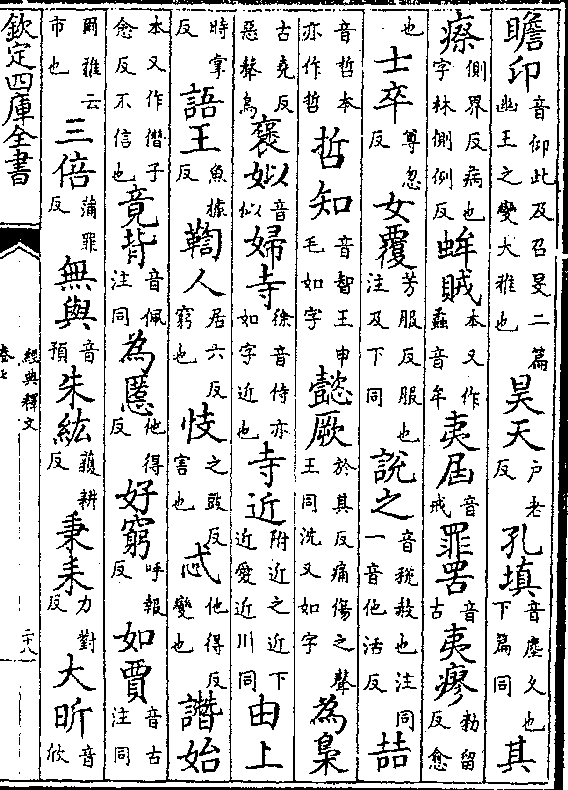 瞻卬音仰此及召旻二篇幽王之變大雅也昊天户老反孔填音塵久也下篇同其
瘵側界反病也字林側例反蛑賊本又作蟊音牟夷屆音戒罪罟音古夷瘳勑留反愈
也士卒尊忽反女覆芳服反服也注及下同說之音稅赦也注同一音他活反喆
音哲本亦作哲哲知音智王申毛如字懿厥於其反痛傷之聲王同沈又如字為梟
古堯反惡聲鳥褒姒音似婦寺徐音侍亦如字近也寺近附近之近下近愛近川同由上
時掌反語王魚據反鞫人居六反窮也忮之豉反害也忒他得反變也譖始
本又作僭子愈反不信也竟背音佩注同為慝他得反好窮呼報反如賈音古注同
爾雅云市也三倍蒲罪反無與音預朱紘獲耕反秉耒力對反大昕音
欽定四庫全書
經典釋文
卷七
二十八